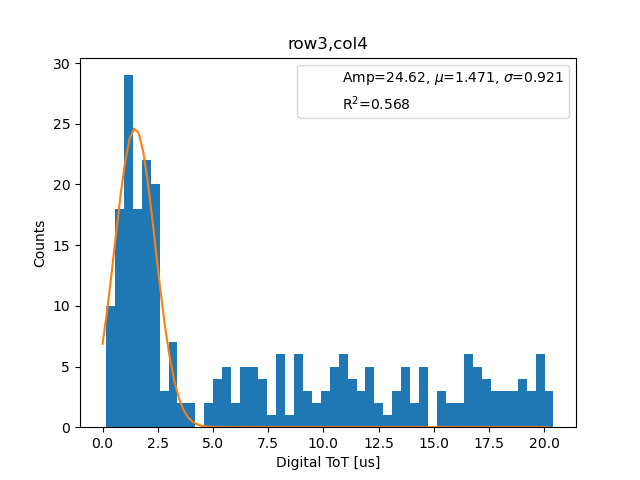 row3,col4
Amp=24.62, μ=1.471, σ=0.921
R²=0.568
30
25
20
15
10
5
0
Counts
0.0 2.5 5.0 7.5 10.0 12.5 15.0 17.5 20.0
Digital ToT [us]